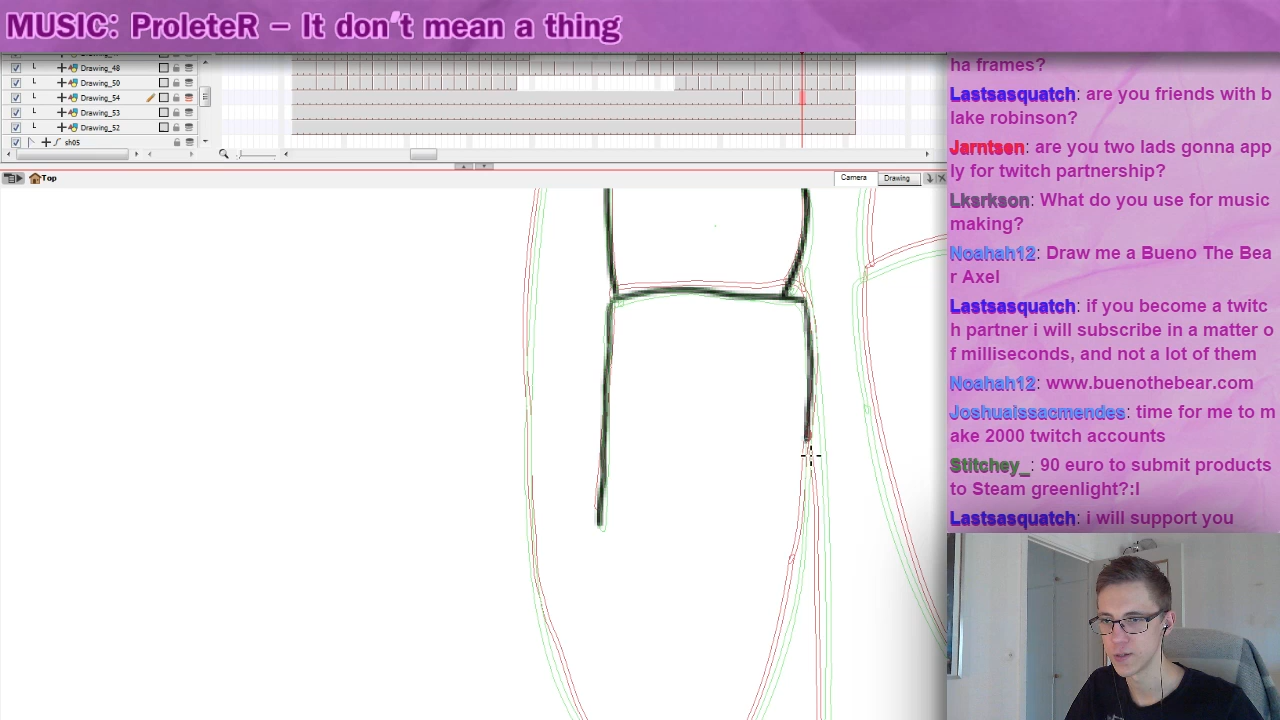 MUSIC: ProleteR – It don't mean a thing
Drawing_48
Drawing_50
Drawing_54
Drawing_53
Drawing_52
sh05
Top
Camera
Drawing
ha frames?
Lastsasquatch: are you friends with b
lake robinson?
Jarntsen: are you two lads gonna app
ly for twitch partnership?
Lksrkson: What do you use for music
making?
Noahah12: Draw me a Bueno The Bea
r Axel
Lastsasquatch: if you become a twitc
h partner i will subscribe in a matter o
f milliseconds, and not a lot of them
Noahah12: www.buenothebear.com
Joshuaissacmendes: time for me to m
ake 2000 twitch accounts
Stitchey_: 90 euro to submit products
to Steam greenlight?:l
Lastsasquatch: i will support you